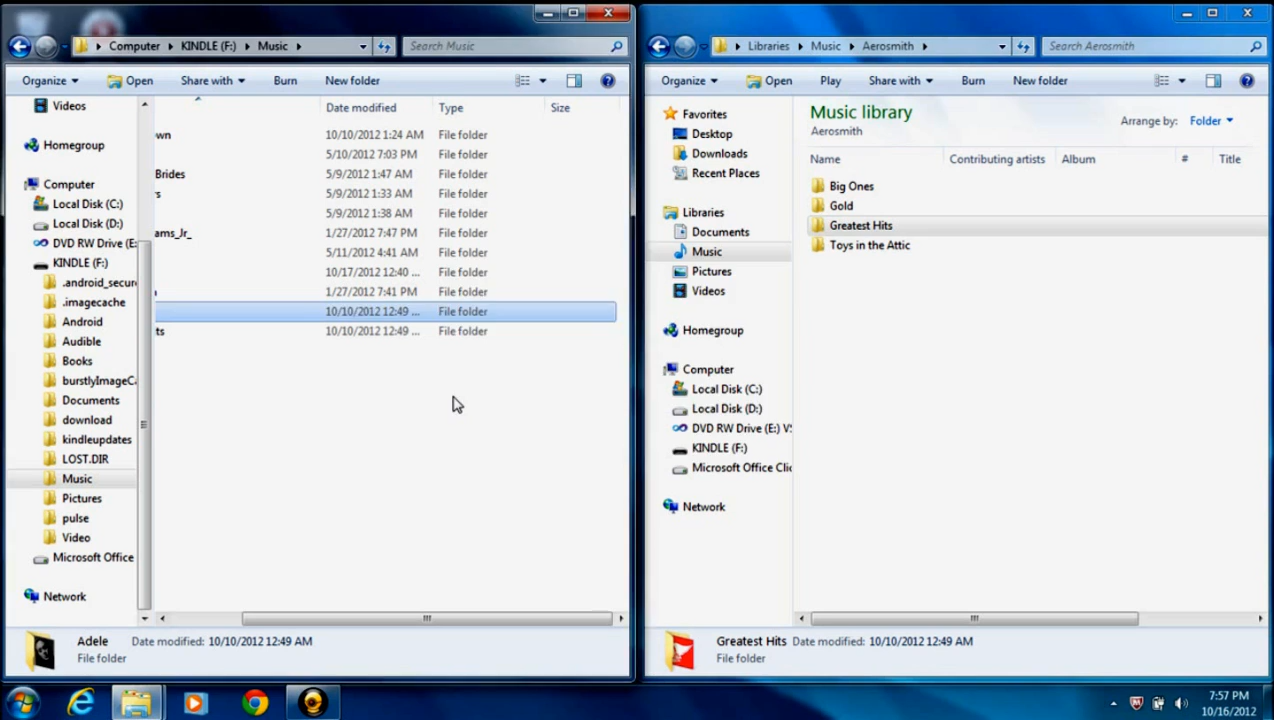 Computer KINDLE (F:) Music
Search Music
Organize Open Share with Burn New folder
Videos
Homegroup
Computer
Local Disk (C:)
Local Disk (D:)
DVD RW Drive (E:
KINDLE (F:)
.android_secur
.imagecache
Android
Audible
Books
burstlyImageCa
Documents
download
kindleupdates
LOST.DIR
Music
Pictures
pulse
Video
Microsoft Office
Network
Date modified Type Size
wn 10/10/2012 1:24 AM File folder
5/10/2012 7:03 PM File folder
Brides 5/9/2012 1:47 AM File folder
s 5/9/2012 1:33 AM File folder
5/9/2012 1:38 AM File folder
ams_Jr_ 1/27/2012 7:47 PM File folder
5/11/2012 4:41 AM File folder
10/17/2012 12:40 ... File folder
1/27/2012 7:41 PM File folder
10/10/2012 12:49 ... File folder
ts 10/10/2012 12:49 ... File folder
Adele Date modified: 10/10/2012 12:49 AM
File folder
Libraries Music Aerosmith
Search Aerosmith
Organize Open Play Share with Burn New folder
Favorites
Desktop
Downloads
Recent Places
Libraries
Documents
Music
Pictures
Videos
Homegroup
Computer
Local Disk (C:)
Local Disk (D:)
DVD RW Drive (E:) VS
KINDLE (F:)
Microsoft Office Clic
Network
Music library
Aerosmith
Arrange by: Folder
Name Contributing artists Album # Title
Big Ones
Gold
Greatest Hits
Toys in the Attic
Greatest Hits Date modified: 10/10/2012 12:49 AM
File folder
7:57 PM
10/16/2012